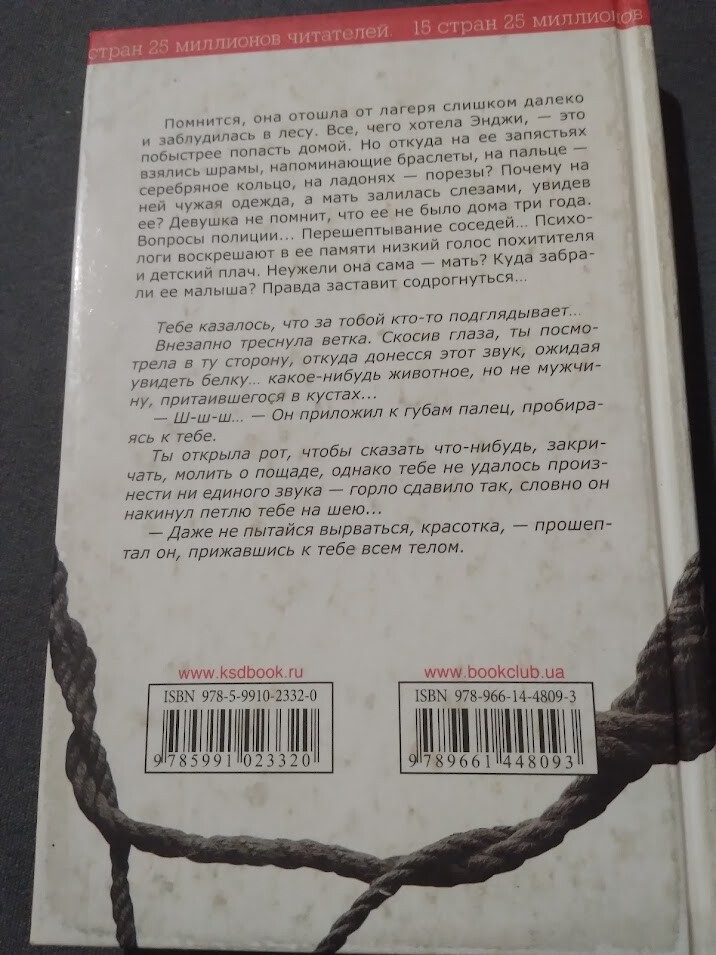 стран 25 миллионов читателей. 15 стран 25 миллионов
Помнится, она отошла от лагеря слишком далеко
и заблудилась в лесу. Все, чего хотела Энджи, — это
побыстрее попасть домой. Но откуда на ее запястьях
взялись шрамы, напоминающие браслеты, на пальце —
серебряное кольцо, на ладонях — порезы? Почему на
ней чужая одежда, а мать залилась слезами, увидев
ее? Девушка не помнит, что ее не было дома три года.
Вопросы полиции... Перешептывание соседей... Психо-
логи воскрешают в ее памяти низкий голос похитителя
и детский плач. Неужели она сама — мать? Куда забра-
ли ее малыша? Правда заставит содрогнуться...
Тебе казалось, что за тобой кто-то подглядывает...
Внезапно треснула ветка. Скосив глаза, ты посмо-
трела в ту сторону, откуда донесся этот звук, ожидая
увидеть белку... какое-нибудь животное, но не мужчи-
ну, притаившегося в кустах...
— Ш-ш-ш... — Он приложил к губам палец, пробира-
ясь к тебе.
Ты открыла рот, чтобы сказать что-нибудь, закри-
чать, молить о пощаде, однако тебе не удалось произ-
нести ни единого звука — горло сдавило так, словно он
накинул петлю тебе на шею...
— Даже не пытайся вырваться, красотка, — прошеп-
тал он, прижавшись к тебе всем телом.
www.ksdbook.ru
ISBN 978-5-9910-2332-0
9 785991 023320
www.bookclub.ua
ISBN 978-966-14-4809-3
9 789661 448093